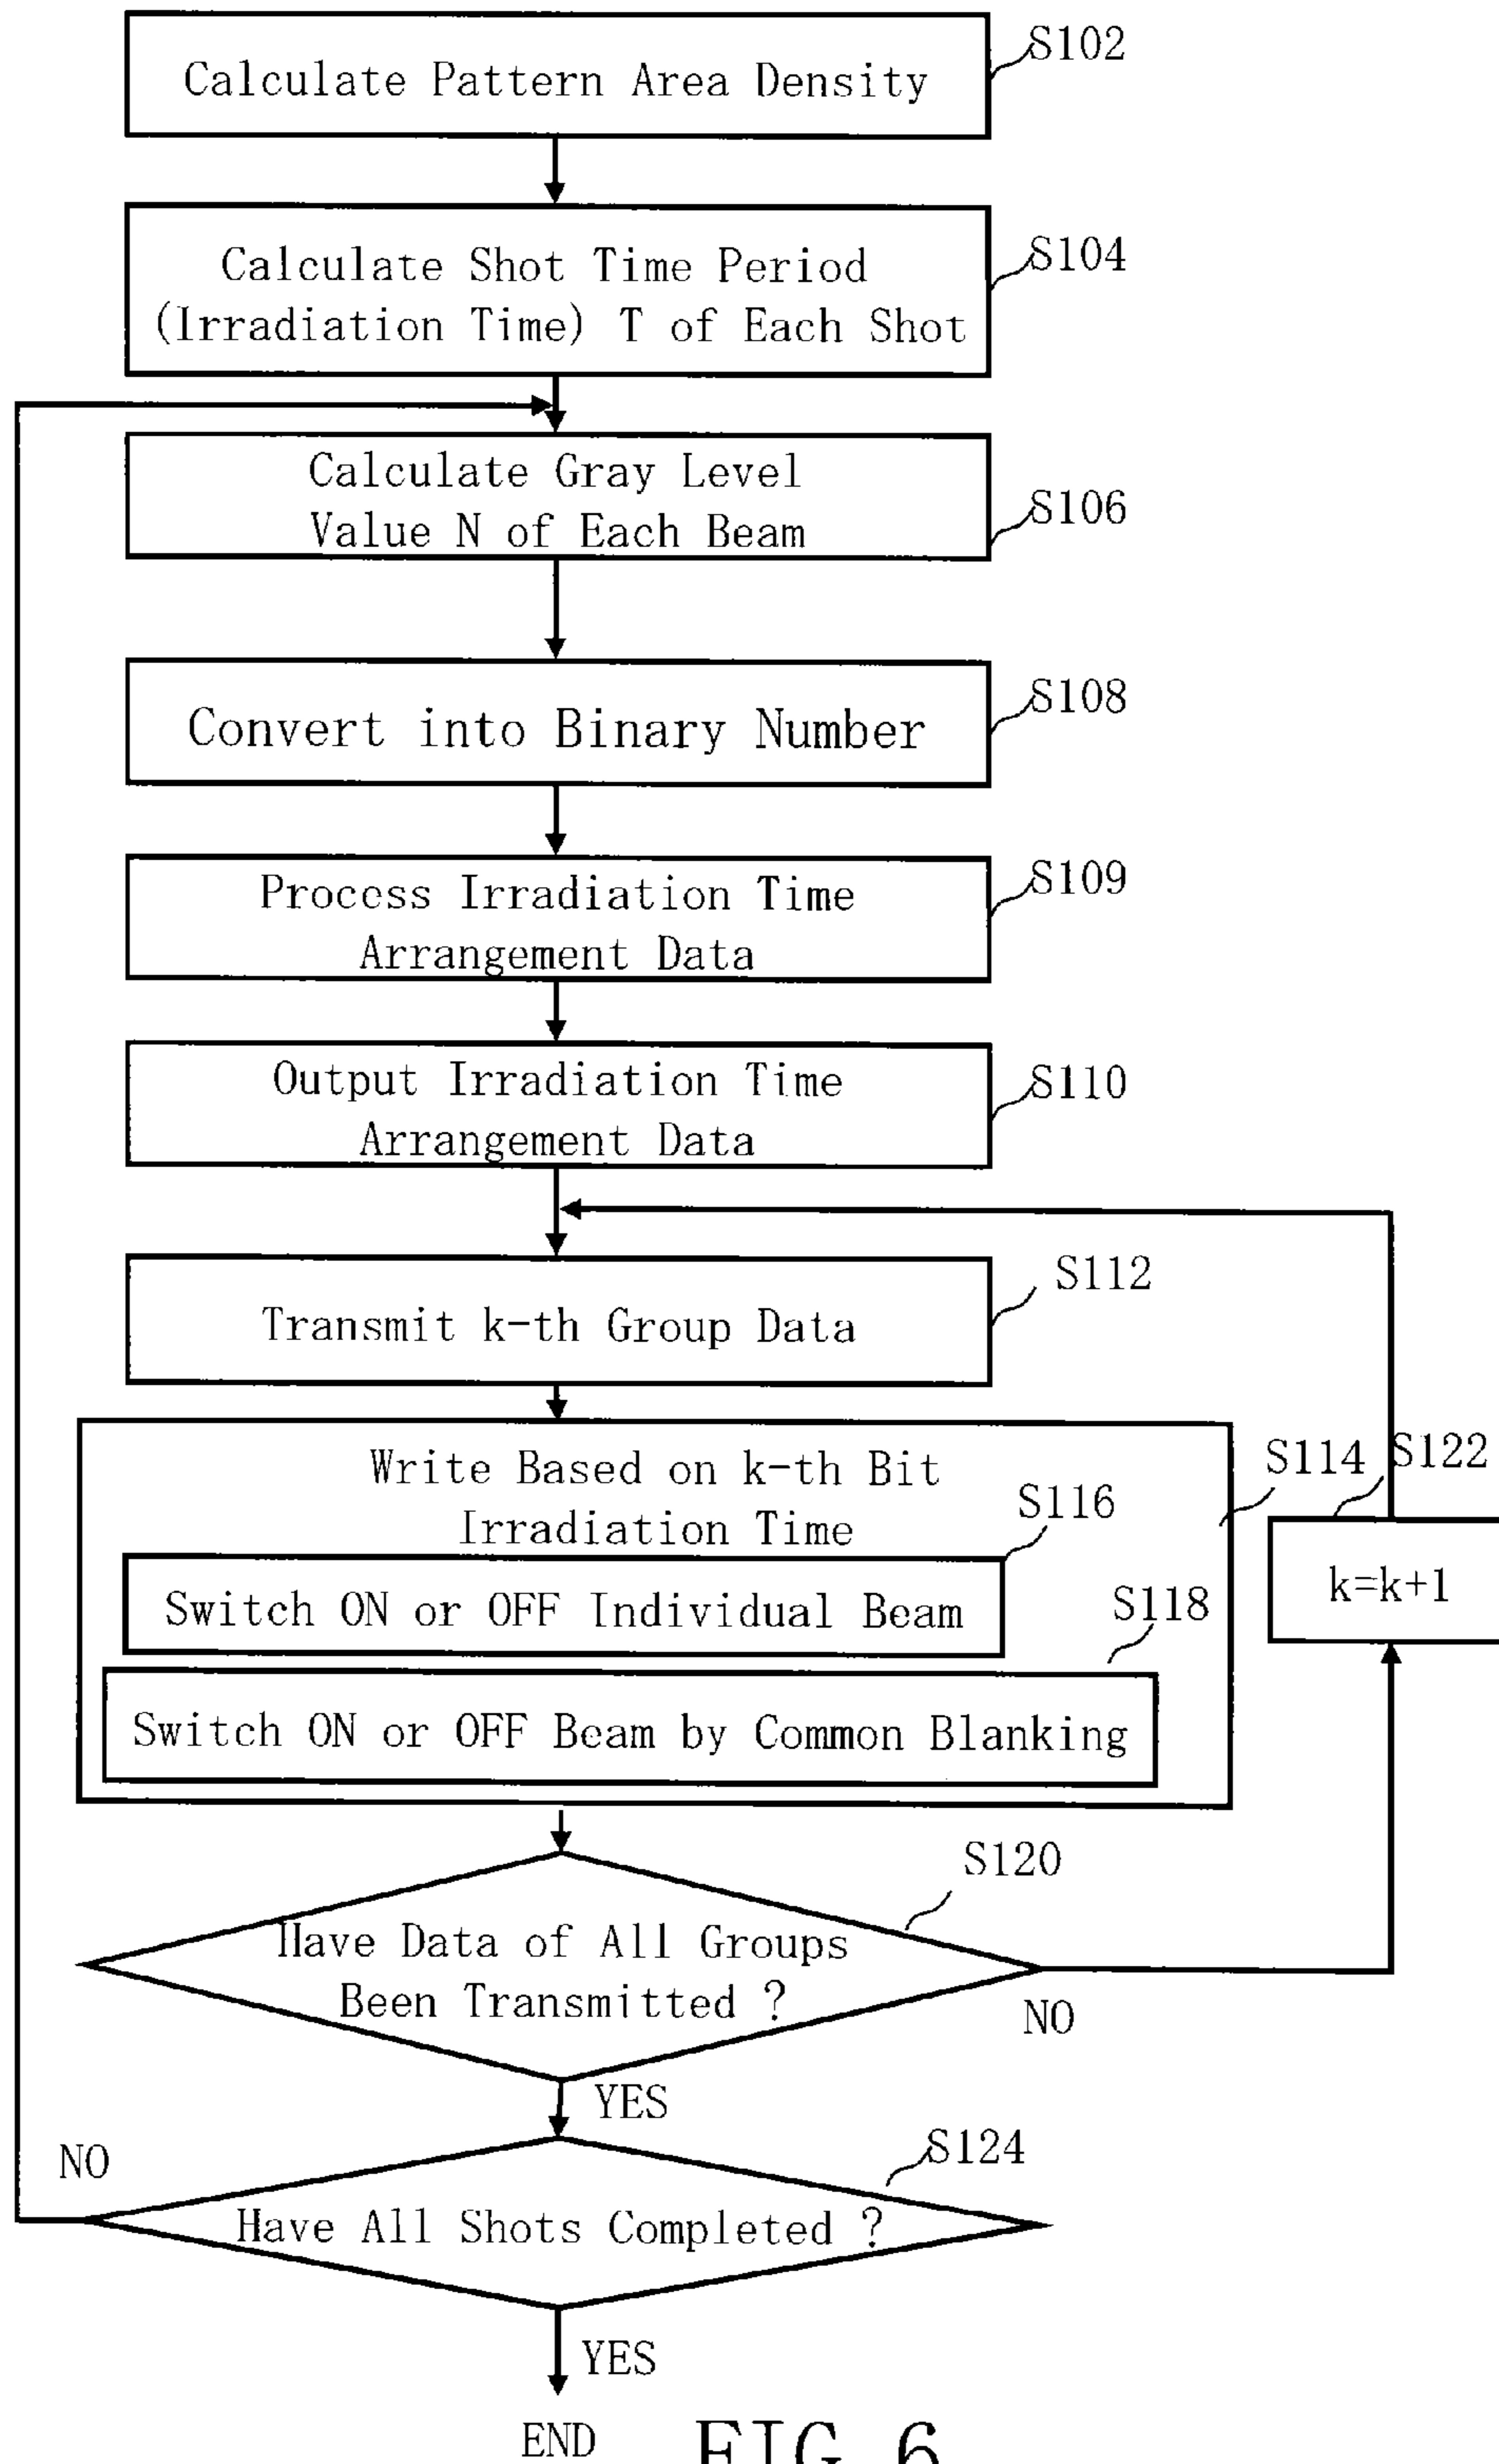 Calculate Pattern Area Density
S102
Calculate Shot Time Period
(Irradiation Time) T of Each Shot
S104
Calculate Gray Level
Value N of Each Beam
S106
Convert into Binary Number
S108
Process Irradiation Time
Arrangement Data
S109
Output Irradiation Time
Arrangement Data
S110
Transmit k-th Group Data
S112
Write Based on k-th Bit
Irradiation Time
S114
S122
S116
Switch ON or OFF Individual Beam
k=k+1
S118
Switch ON or OFF Beam by Common Blanking
S120
Have Data of All Groups
Been Transmitted ?
NO
YES
NO
S124
Have All Shots Completed ?
YES
END
FIG. 6